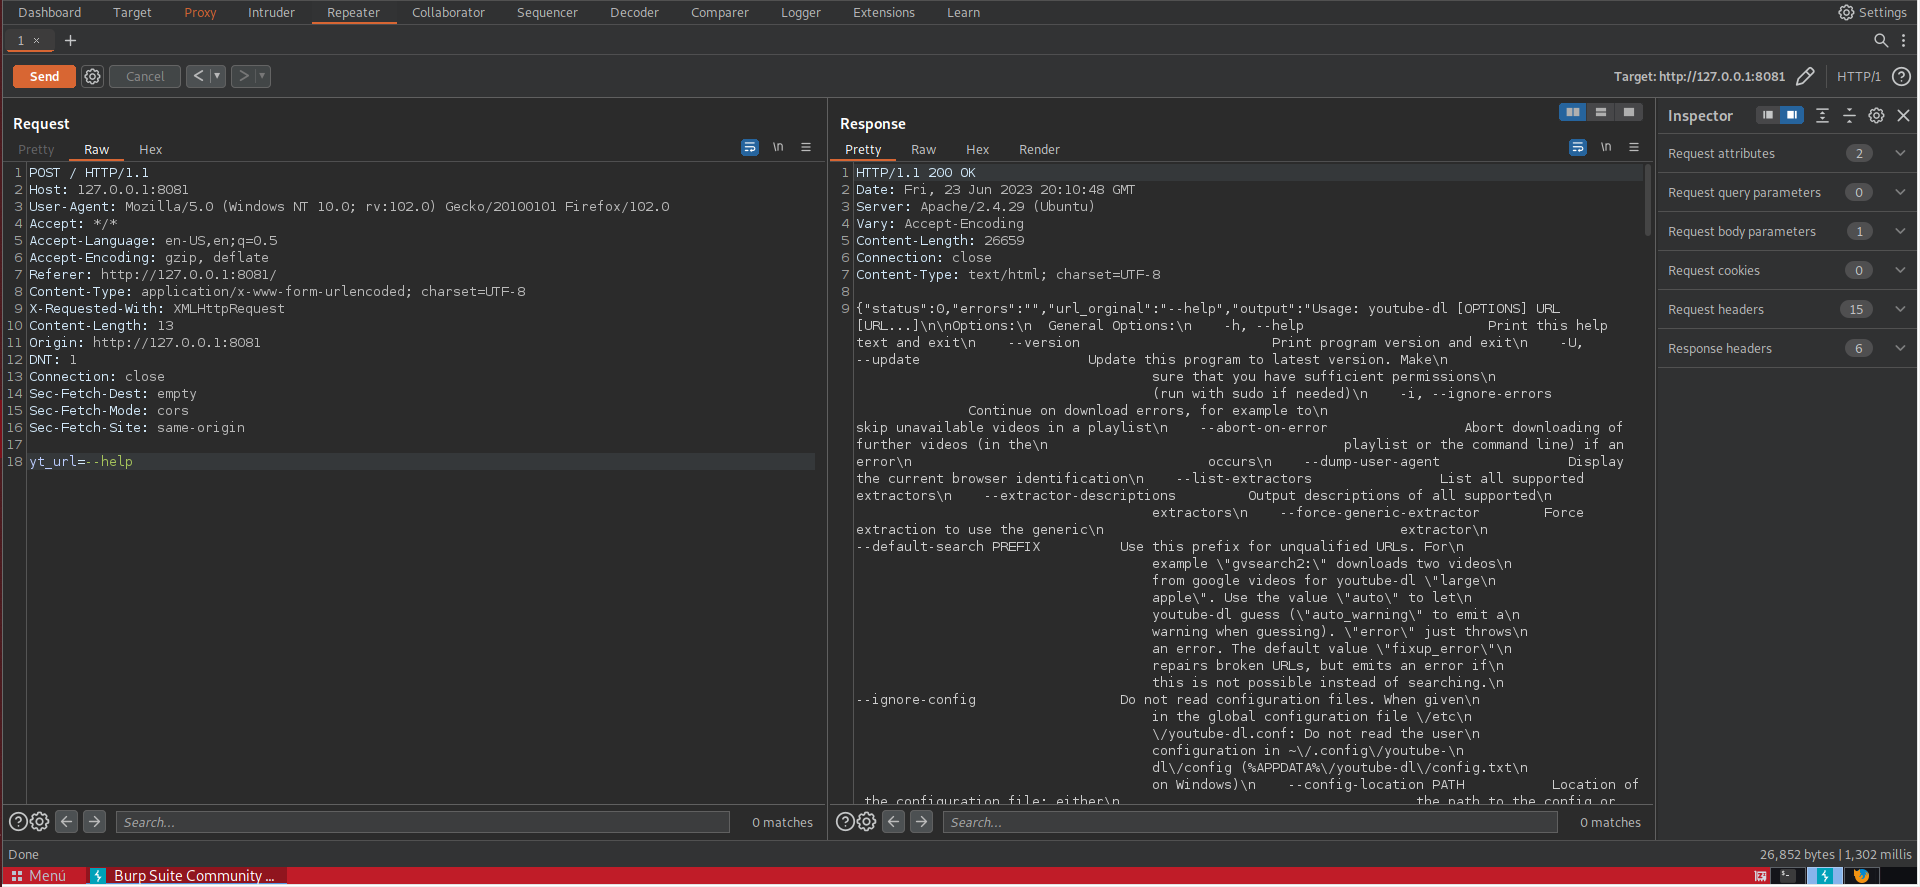 Dashboard Target Proxy Intruder Repeater Collaborator Sequencer Decoder Comparer Logger Extensions Learn Settings
1 × +
Send Cancel < > Target: http://127.0.0.1:8081 HTTP/1
Request
Pretty Raw Hex \n
1 POST / HTTP/1.1
2 Host: 127.0.0.1:8081
3 User-Agent: Mozilla/5.0 (Windows NT 10.0; rv:102.0) Gecko/20100101 Firefox/102.0
4 Accept: */*
5 Accept-Language: en-US,en;q=0.5
6 Accept-Encoding: gzip, deflate
7 Referer: http://127.0.0.1:8081/
8 Content-Type: application/x-www-form-urlencoded; charset=UTF-8
9 X-Requested-With: XMLHttpRequest
10 Content-Length: 13
11 Origin: http://127.0.0.1:8081
12 DNT: 1
13 Connection: close
14 Sec-Fetch-Dest: empty
15 Sec-Fetch-Mode: cors
16 Sec-Fetch-Site: same-origin
17
18 yt_url=--help
Search... 0 matches
Response
Pretty Raw Hex Render \n
1 HTTP/1.1 200 OK
2 Date: Fri, 23 Jun 2023 20:10:48 GMT
3 Server: Apache/2.4.29 (Ubuntu)
4 Vary: Accept-Encoding
5 Content-Length: 26659
6 Connection: close
7 Content-Type: text/html; charset=UTF-8
8
9 {"status":0,"errors":"","url_orginal":"--help","output":"Usage: youtube-dl [OPTIONS] URL
[URL...]\n\nOptions:\n  General Options:\n    -h, --help                       Print this help
text and exit\n    --version                        Print program version and exit\n    -U,
--update                     Update this program to latest version. Make\n
sure that you have sufficient permissions\n
(run with sudo if needed)\n    -i, --ignore-errors
Continue on download errors, for example to\n
skip unavailable videos in a playlist\n    --abort-on-error                 Abort downloading of
further videos (in the\n                                     playlist or the command line) if an
error\n                                     occurs\n    --dump-user-agent                Display
the current browser identification\n    --list-extractors                List all supported
extractors\n    --extractor-descriptions         Output descriptions of all supported\n
extractors\n    --force-generic-extractor        Force
extraction to use the generic\n                                     extractor\n
--default-search PREFIX          Use this prefix for unqualified URLs. For\n
example \"gvsearch2:\" downloads two videos\n
from google videos for youtube-dl \"large\n
apple\". Use the value \"auto\" to let\n
youtube-dl guess (\"auto_warning\" to emit a\n
warning when guessing). \"error\" just throws\n
an error. The default value \"fixup_error\"\n
repairs broken URLs, but emits an error if\n
this is not possible instead of searching.\n
--ignore-config                  Do not read configuration files. When given\n
in the global configuration file \/etc\n
\/youtube-dl.conf: Do not read the user\n
configuration in ~\/.config\/youtube-\n
dl\/config (%APPDATA%\/youtube-dl\/config.txt\n
on Windows)\n    --config-location PATH           Location of
the configuration file; either\n                                     the path to the config or
Search... 0 matches
Inspector
Request attributes 2
Request query parameters 0
Request body parameters 1
Request cookies 0
Request headers 15
Response headers 6
Done 26,852 bytes | 1,302 millis
Menú Burp Suite Community ...